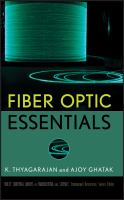 FIBER OPTIC
ESSENTIALS
K. THYAGARAJAN and AJOY GHATAK